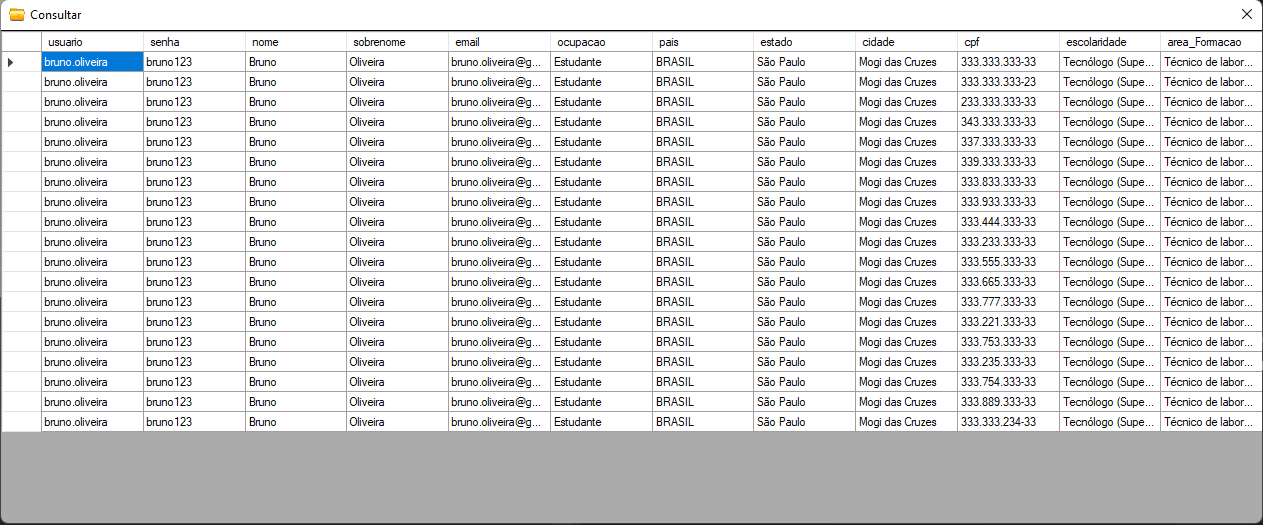 Consultar
usuario senha nome sobrenome email ocupacao pais estado cidade cpf escolaridade area_Formacao
bruno.oliveira bruno123 Bruno Oliveira bruno.oliveira@g... Estudante BRASIL São Paulo Mogi das Cruzes 333.333.333-33 Tecnólogo (Supe... Técnico de labor...
bruno.oliveira bruno123 Bruno Oliveira bruno.oliveira@g... Estudante BRASIL São Paulo Mogi das Cruzes 333.333.333-23 Tecnólogo (Supe... Técnico de labor...
bruno.oliveira bruno123 Bruno Oliveira bruno.oliveira@g... Estudante BRASIL São Paulo Mogi das Cruzes 233.333.333-33 Tecnólogo (Supe... Técnico de labor...
bruno.oliveira bruno123 Bruno Oliveira bruno.oliveira@g... Estudante BRASIL São Paulo Mogi das Cruzes 343.333.333-33 Tecnólogo (Supe... Técnico de labor...
bruno.oliveira bruno123 Bruno Oliveira bruno.oliveira@g... Estudante BRASIL São Paulo Mogi das Cruzes 337.333.333-33 Tecnólogo (Supe... Técnico de labor...
bruno.oliveira bruno123 Bruno Oliveira bruno.oliveira@g... Estudante BRASIL São Paulo Mogi das Cruzes 339.333.333-33 Tecnólogo (Supe... Técnico de labor...
bruno.oliveira bruno123 Bruno Oliveira bruno.oliveira@g... Estudante BRASIL São Paulo Mogi das Cruzes 333.833.333-33 Tecnólogo (Supe... Técnico de labor...
bruno.oliveira bruno123 Bruno Oliveira bruno.oliveira@g... Estudante BRASIL São Paulo Mogi das Cruzes 333.933.333-33 Tecnólogo (Supe... Técnico de labor...
bruno.oliveira bruno123 Bruno Oliveira bruno.oliveira@g... Estudante BRASIL São Paulo Mogi das Cruzes 333.444.333-33 Tecnólogo (Supe... Técnico de labor...
bruno.oliveira bruno123 Bruno Oliveira bruno.oliveira@g... Estudante BRASIL São Paulo Mogi das Cruzes 333.233.333-33 Tecnólogo (Supe... Técnico de labor...
bruno.oliveira bruno123 Bruno Oliveira bruno.oliveira@g... Estudante BRASIL São Paulo Mogi das Cruzes 333.555.333-33 Tecnólogo (Supe... Técnico de labor...
bruno.oliveira bruno123 Bruno Oliveira bruno.oliveira@g... Estudante BRASIL São Paulo Mogi das Cruzes 333.665.333-33 Tecnólogo (Supe... Técnico de labor...
bruno.oliveira bruno123 Bruno Oliveira bruno.oliveira@g... Estudante BRASIL São Paulo Mogi das Cruzes 333.777.333-33 Tecnólogo (Supe... Técnico de labor...
bruno.oliveira bruno123 Bruno Oliveira bruno.oliveira@g... Estudante BRASIL São Paulo Mogi das Cruzes 333.221.333-33 Tecnólogo (Supe... Técnico de labor...
bruno.oliveira bruno123 Bruno Oliveira bruno.oliveira@g... Estudante BRASIL São Paulo Mogi das Cruzes 333.753.333-33 Tecnólogo (Supe... Técnico de labor...
bruno.oliveira bruno123 Bruno Oliveira bruno.oliveira@g... Estudante BRASIL São Paulo Mogi das Cruzes 333.235.333-33 Tecnólogo (Supe... Técnico de labor...
bruno.oliveira bruno123 Bruno Oliveira bruno.oliveira@g... Estudante BRASIL São Paulo Mogi das Cruzes 333.754.333-33 Tecnólogo (Supe... Técnico de labor...
bruno.oliveira bruno123 Bruno Oliveira bruno.oliveira@g... Estudante BRASIL São Paulo Mogi das Cruzes 333.889.333-33 Tecnólogo (Supe... Técnico de labor...
bruno.oliveira bruno123 Bruno Oliveira bruno.oliveira@g... Estudante BRASIL São Paulo Mogi das Cruzes 333.333.234-33 Tecnólogo (Supe... Técnico de labor...